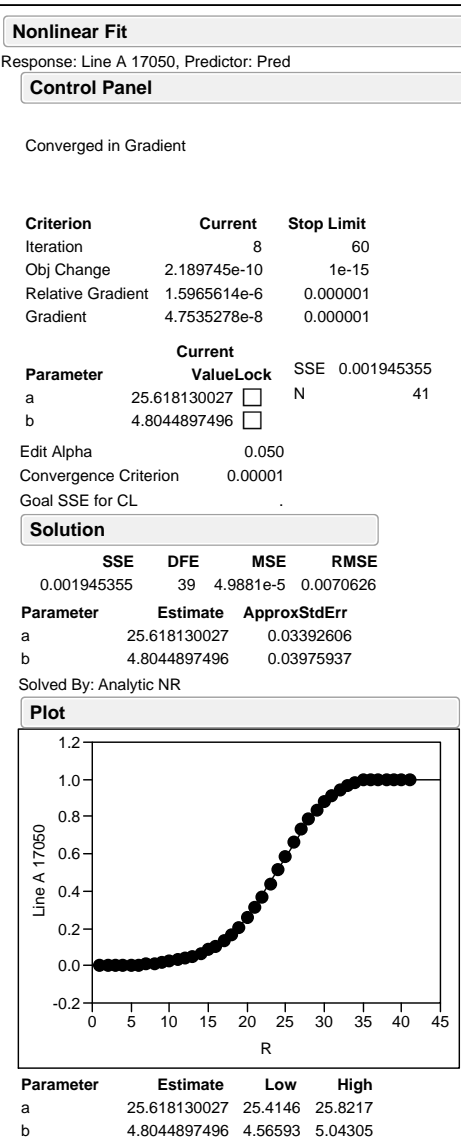 Nonlinear Fit
Response: Line A 17050, Predictor: Pred
Control Panel
Converged in Gradient
Criterion Current Stop Limit
Iteration 8 60
Obj Change 2.189745e-10 1e-15
Relative Gradient 1.5965614e-6 0.000001
Gradient 4.7535278e-8 0.000001
Current
Parameter ValueLock
a 25.618130027
b 4.8044897496
SSE 0.001945355
N 41
Edit Alpha 0.050
Convergence Criterion 0.00001
Goal SSE for CL .
Solution
SSE DFE MSE RMSE
0.001945355 39 4.9881e-5 0.0070626
Parameter Estimate ApproxStdErr
a 25.618130027 0.03392606
b 4.8044897496 0.03975937
Solved By: Analytic NR
Plot
1.2
1.0
0.8
0.6
0.4
0.2
0.0
-0.2
Line A 17050
0 5 10 15 20 25 30 35 40 45
R
Parameter Estimate Low High
a 25.618130027 25.4146 25.8217
b 4.8044897496 4.56593 5.04305